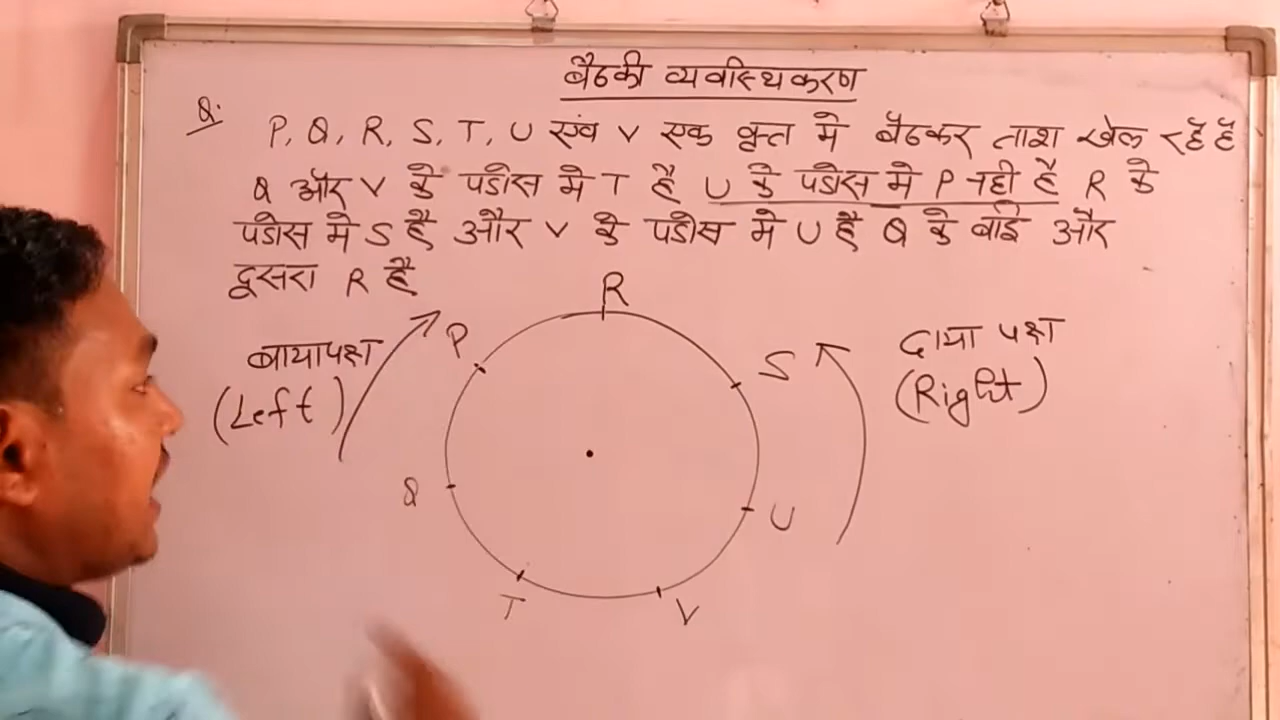 बैठकी व्यवस्थिकरण
Q. P, Q, R, S, T, U एवं V एक वृत्त मे बैठकर ताश खेल रहें हैं
Q और V के पडोस मे T है U के पडोस मे P नही है R के
पडोस मे S है और V के पडोस मे U है Q के बाई और
दूसरा R है
R
P
S
बायापक्ष
(Left)
दाया पक्ष
(Right)
Q
U
T
V